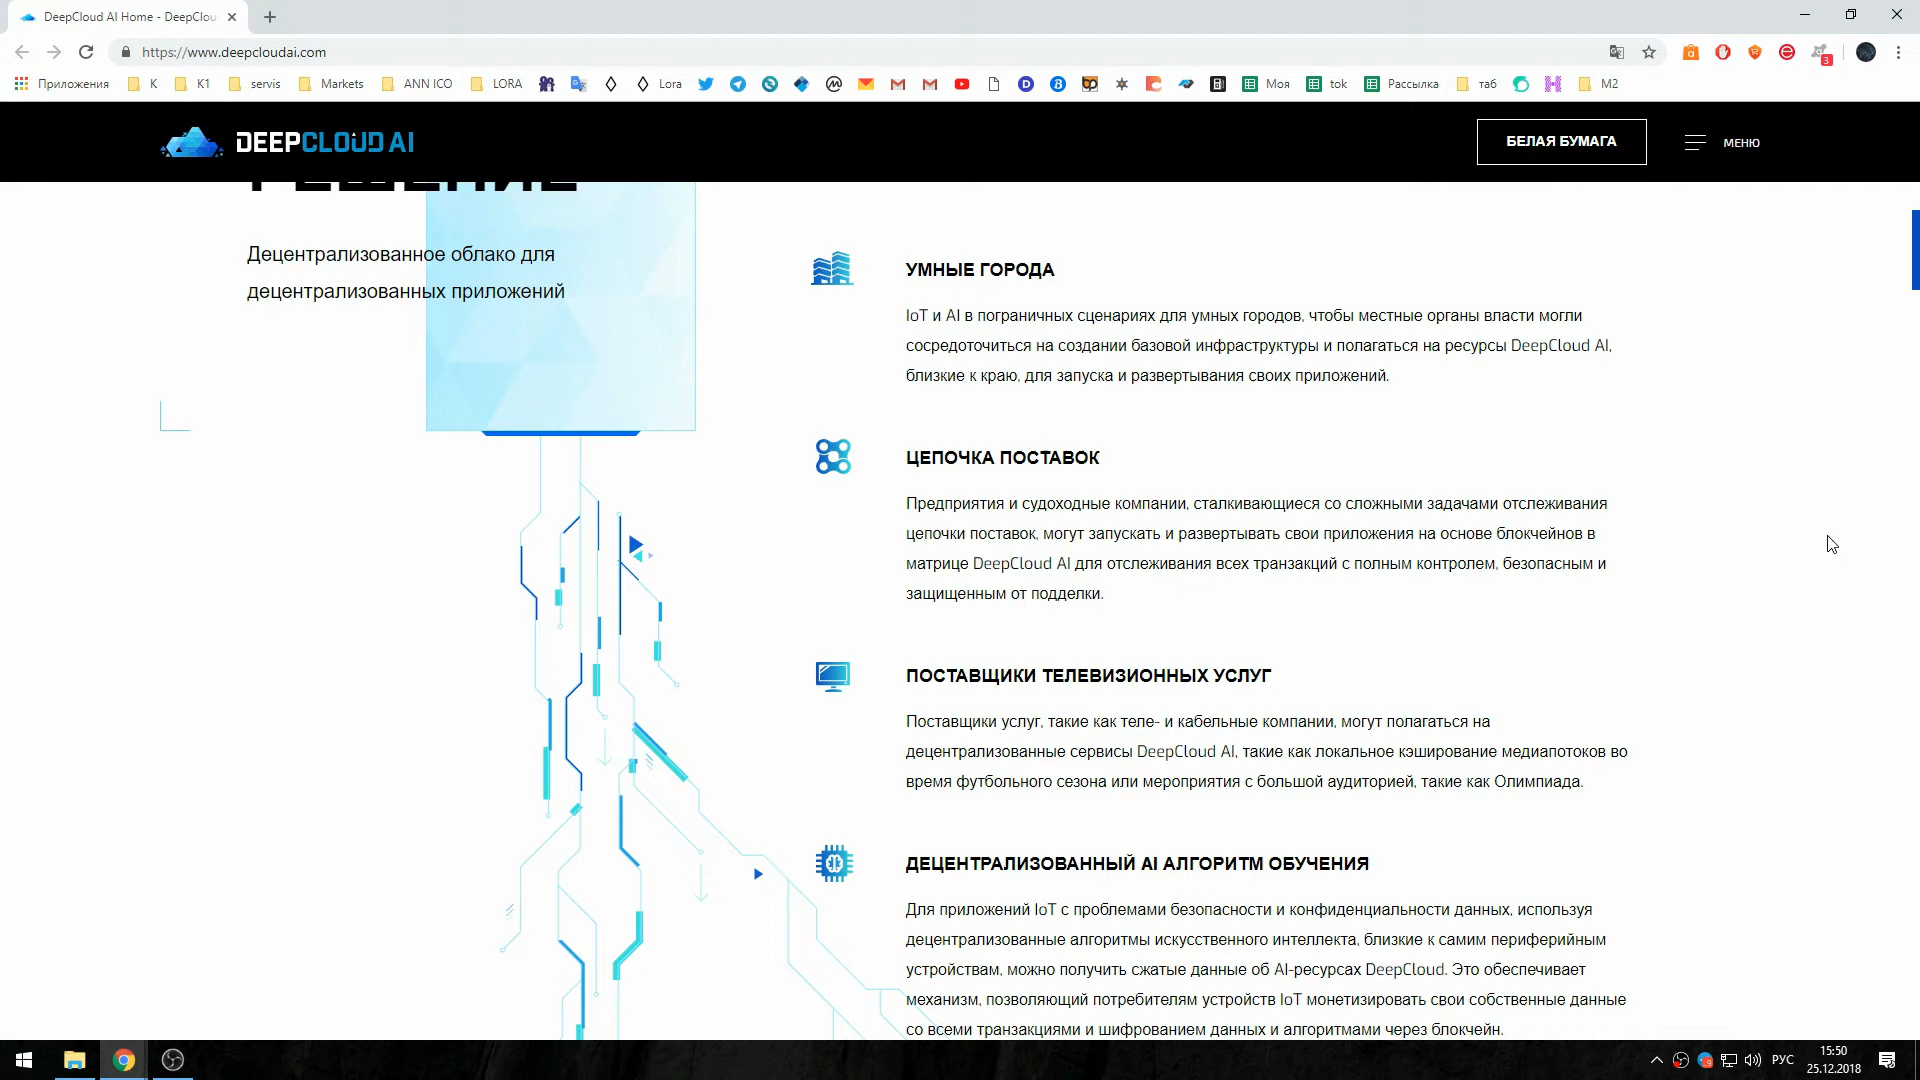 DeepCloud AI Home - DeepClou
https://www.deepcloudai.com
3
Приложения
K
K1
servis
Markets
ANN ICO
LORA
Lora
Моя
tok
Рассылка
таб
M2
DEEPCLOUD AI
БЕЛАЯ БУМАГА
МЕНЮ
РЕШЕНИЕ
Децентрализованное облако для
децентрализованных приложений
УМНЫЕ ГОРОДА
IoT и AI в пограничных сценариях для умных городов, чтобы местные органы власти могли
сосредоточиться на создании базовой инфраструктуры и полагаться на ресурсы DeepCloud AI,
близкие к краю, для запуска и развертывания своих приложений.
ЦЕПОЧКА ПОСТАВОК
Предприятия и судоходные компании, сталкивающиеся со сложными задачами отслеживания
цепочки поставок, могут запускать и развертывать свои приложения на основе блокчейнов в
матрице DeepCloud AI для отслеживания всех транзакций с полным контролем, безопасным и
защищенным от подделки.
ПОСТАВЩИКИ ТЕЛЕВИЗИОННЫХ УСЛУГ
Поставщики услуг, такие как теле- и кабельные компании, могут полагаться на
децентрализованные сервисы DeepCloud AI, такие как локальное кэширование медиапотоков во
время футбольного сезона или мероприятия с большой аудиторией, такие как Олимпиада.
ДЕЦЕНТРАЛИЗОВАННЫЙ AI АЛГОРИТМ ОБУЧЕНИЯ
Для приложений IoT с проблемами безопасности и конфиденциальности данных, используя
децентрализованные алгоритмы искусственного интеллекта, близкие к самим периферийным
устройствам, можно получить сжатые данные об AI-ресурсах DeepCloud. Это обеспечивает
механизм, позволяющий потребителям устройств IoT монетизировать свои собственные данные
со всеми транзакциями и шифрованием данных и алгоритмами через блокчейн.
РУС
15:50
25.12.2018